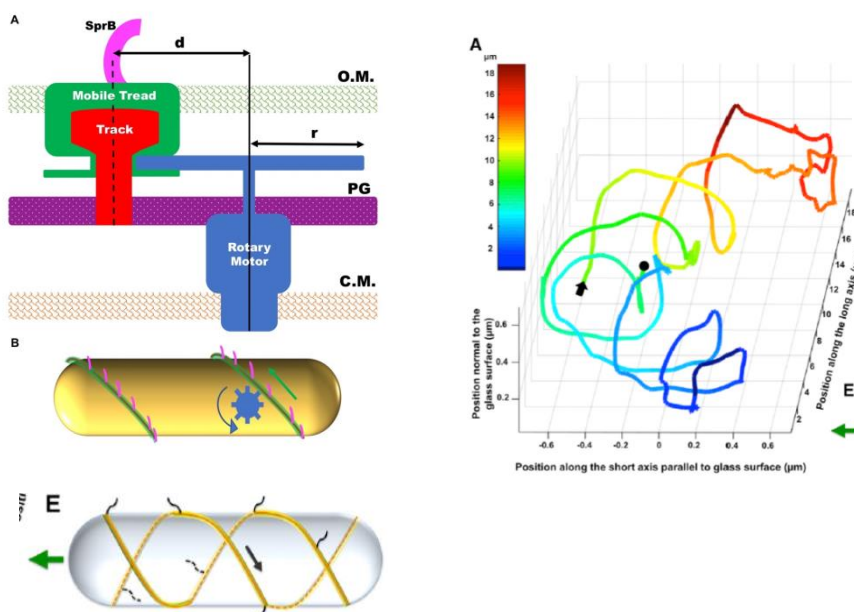 A
SprB
d
O.M.
Mobile Tread
Track
r
PG
Rotary
Motor
C.M.
B
E
A
µm
18
16
14
12
10
8
6
4
2
0.6
0.4
0.2
Position normal to the
glass surface (µm)
-0.6
-0.4
-0.2
0
0.2
0.4
0.6
Position along the short axis parallel to glass surface (µm)
2
4
6
8
10
12
14
16
18
Position along the long axis
E